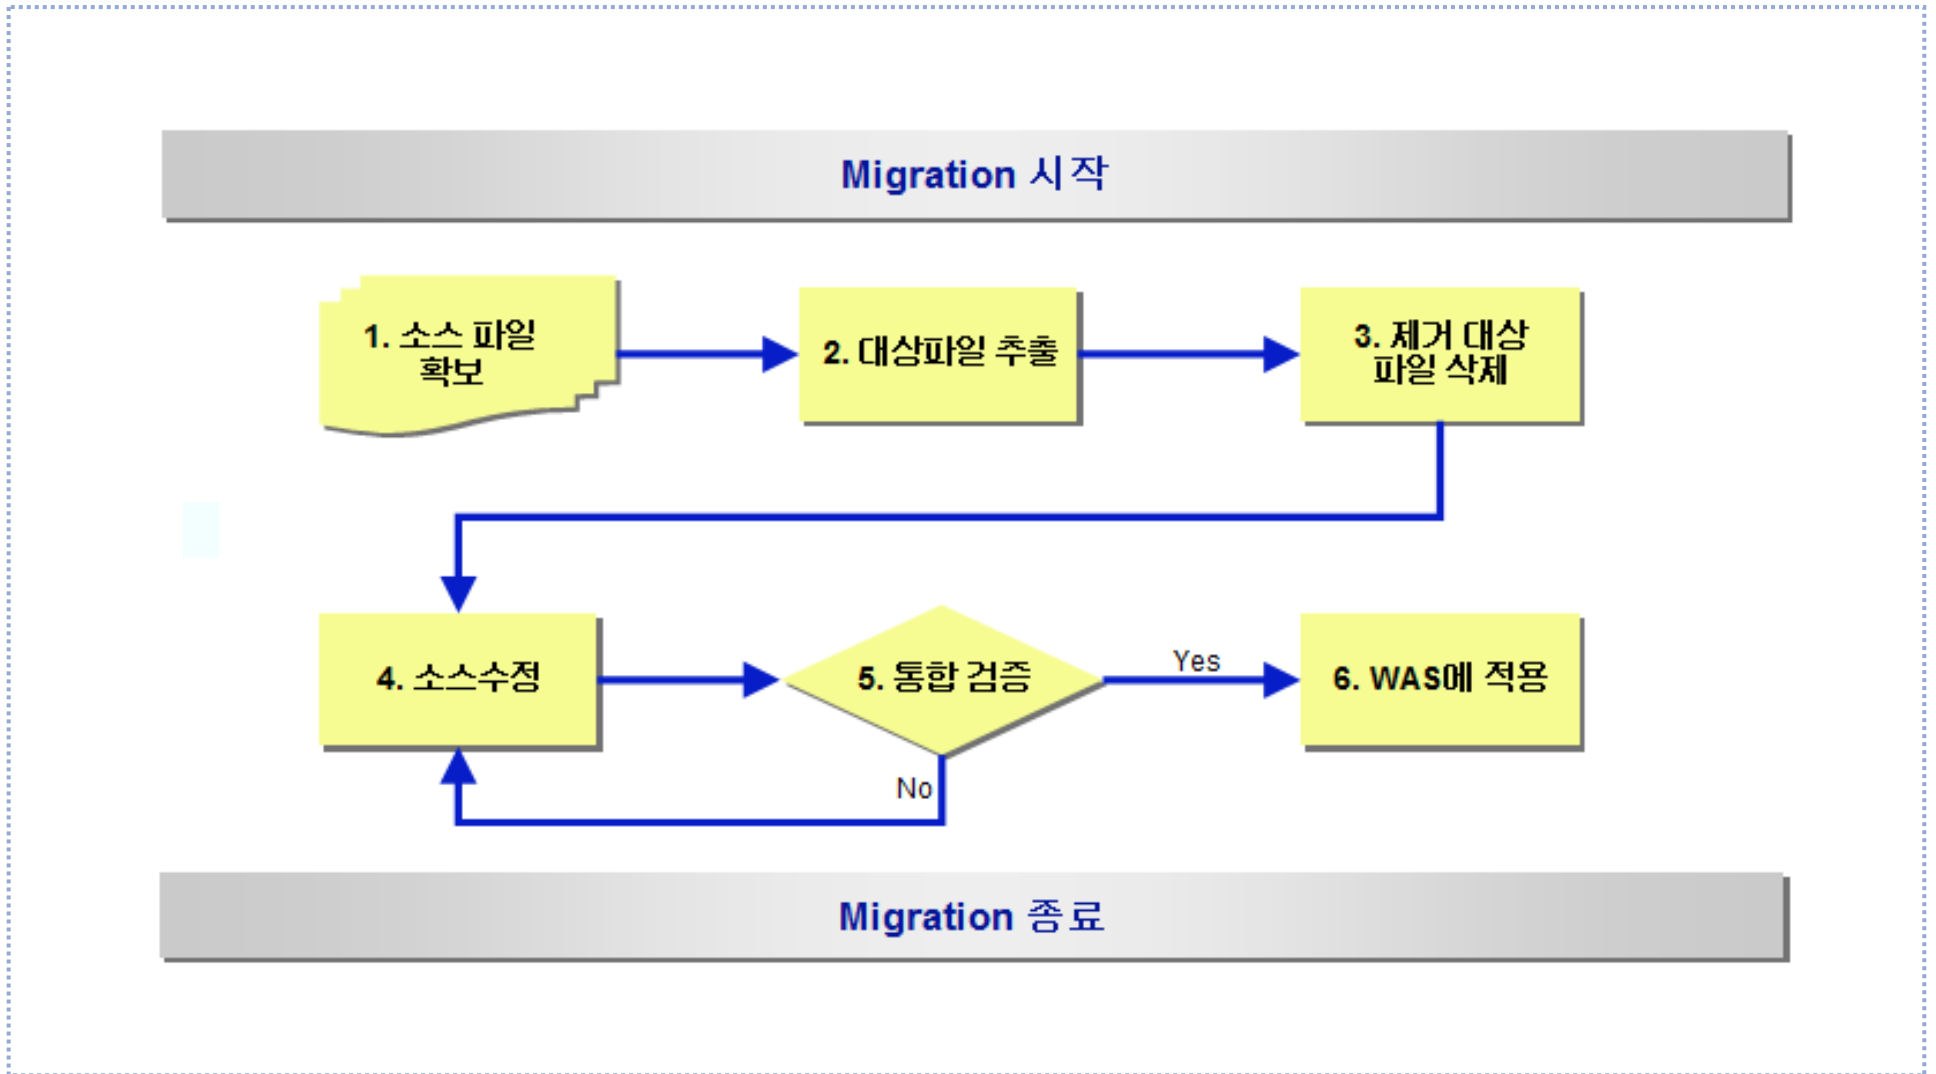 Migration 시작
1. 소스 파일
확보
2. 대상파일 추출
3. 제거 대상
파일 삭제
4. 소스수정
5. 통합 검증
Yes
6. WAS에 적용
No
Migration 종료